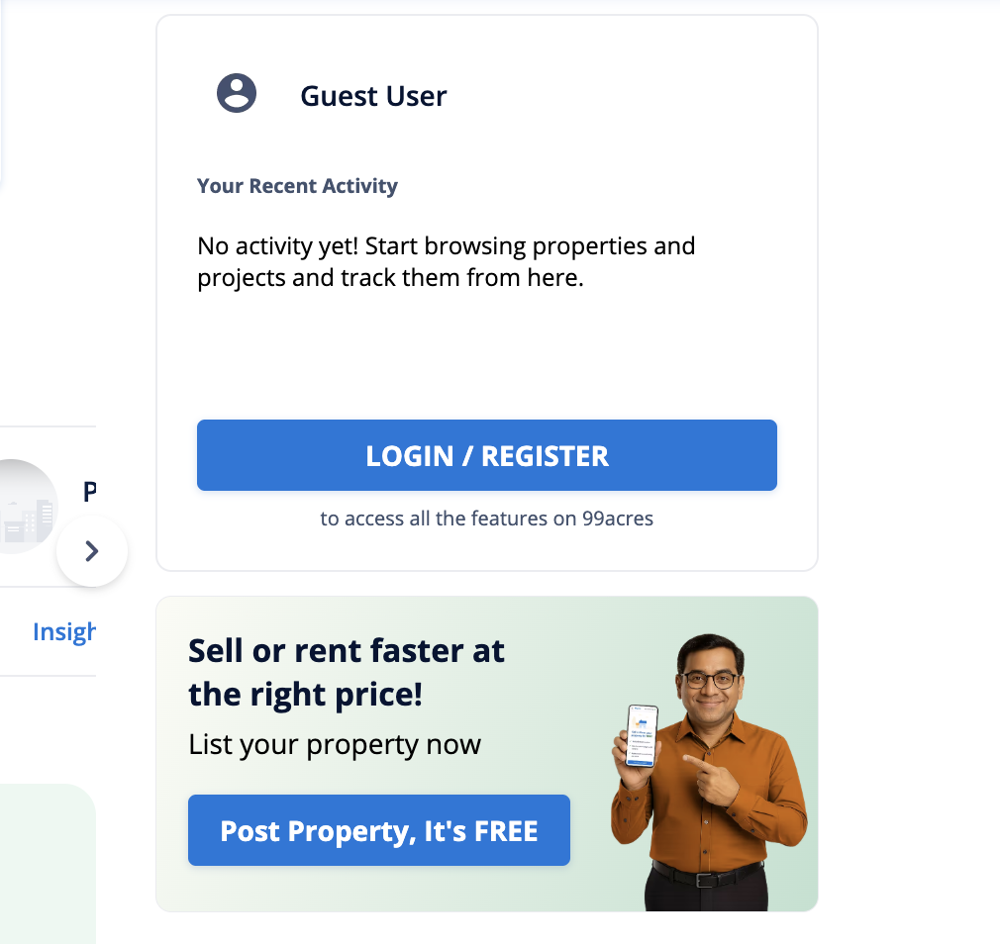 Guest User
Your Recent Activity
No activity yet! Start browsing properties and
projects and track them from here.
LOGIN / REGISTER
to access all the features on 99acres
P
Insigh
Sell or rent faster at
the right price!
List your property now
Post Property, It's FREE